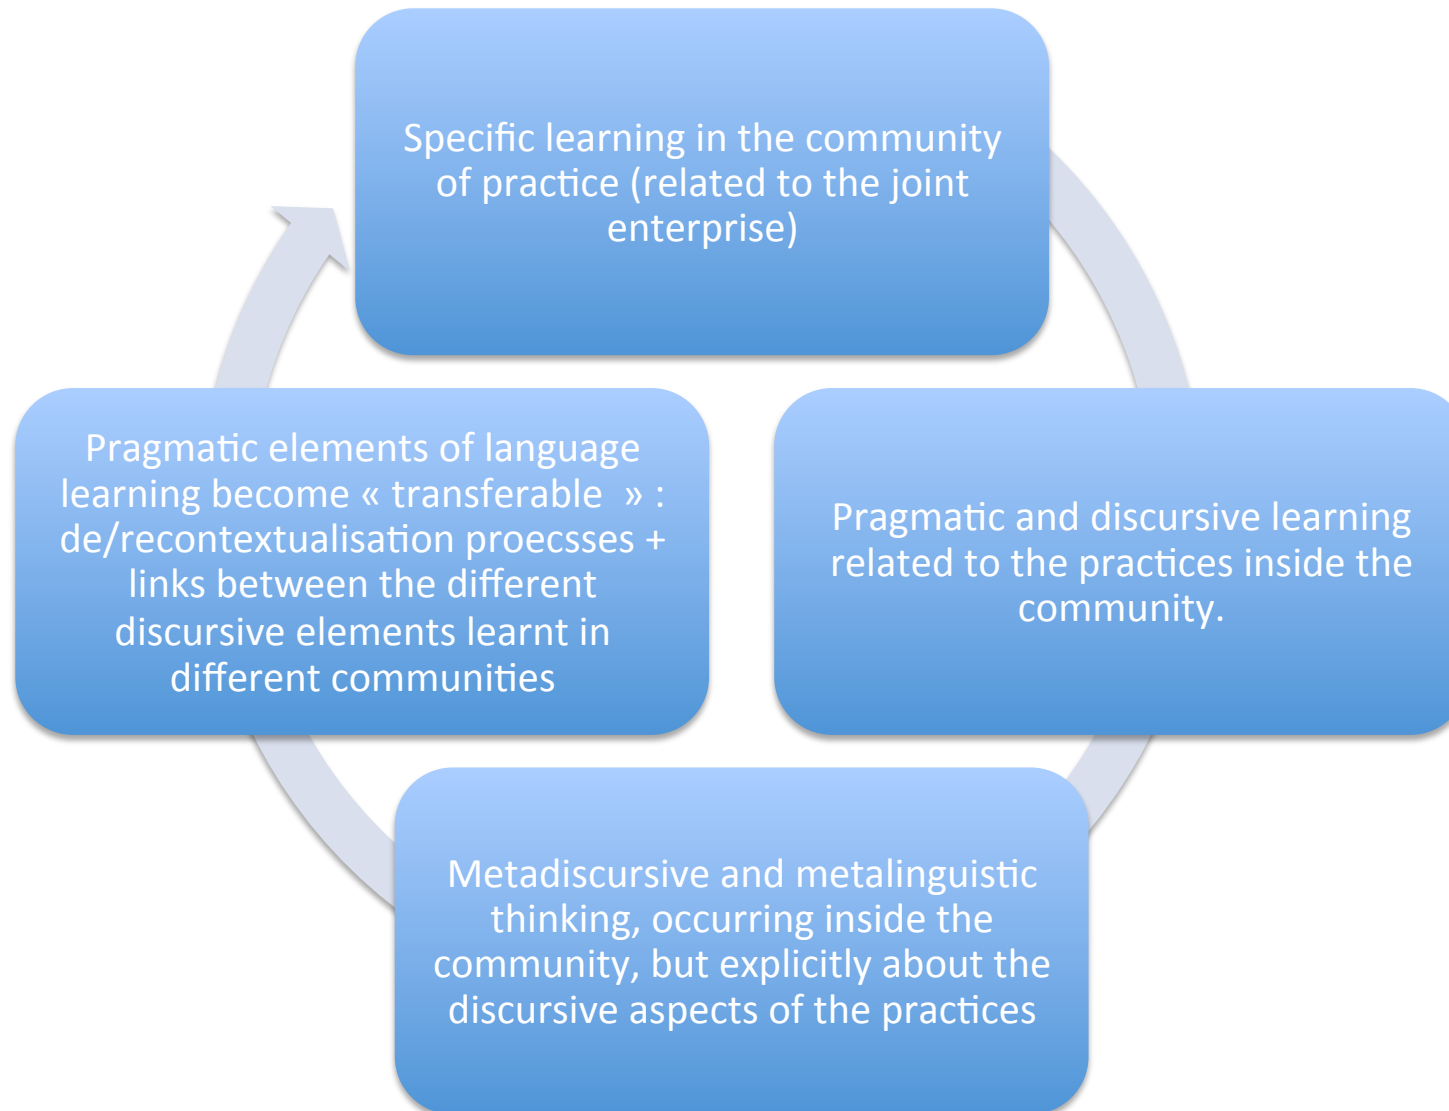 Specific learning in the community
of practice (related to the joint
enterprise)
Pragmatic and discursive learning
related to the practices inside the
community.
Metadiscursive and metalinguistic
thinking, occurring inside the
community, but explicitly about the
discursive aspects of the practices
Pragmatic elements of language
learning become « transferable  » :
de/recontextualisation proecsses +
links between the different
discursive elements learnt in
different communities